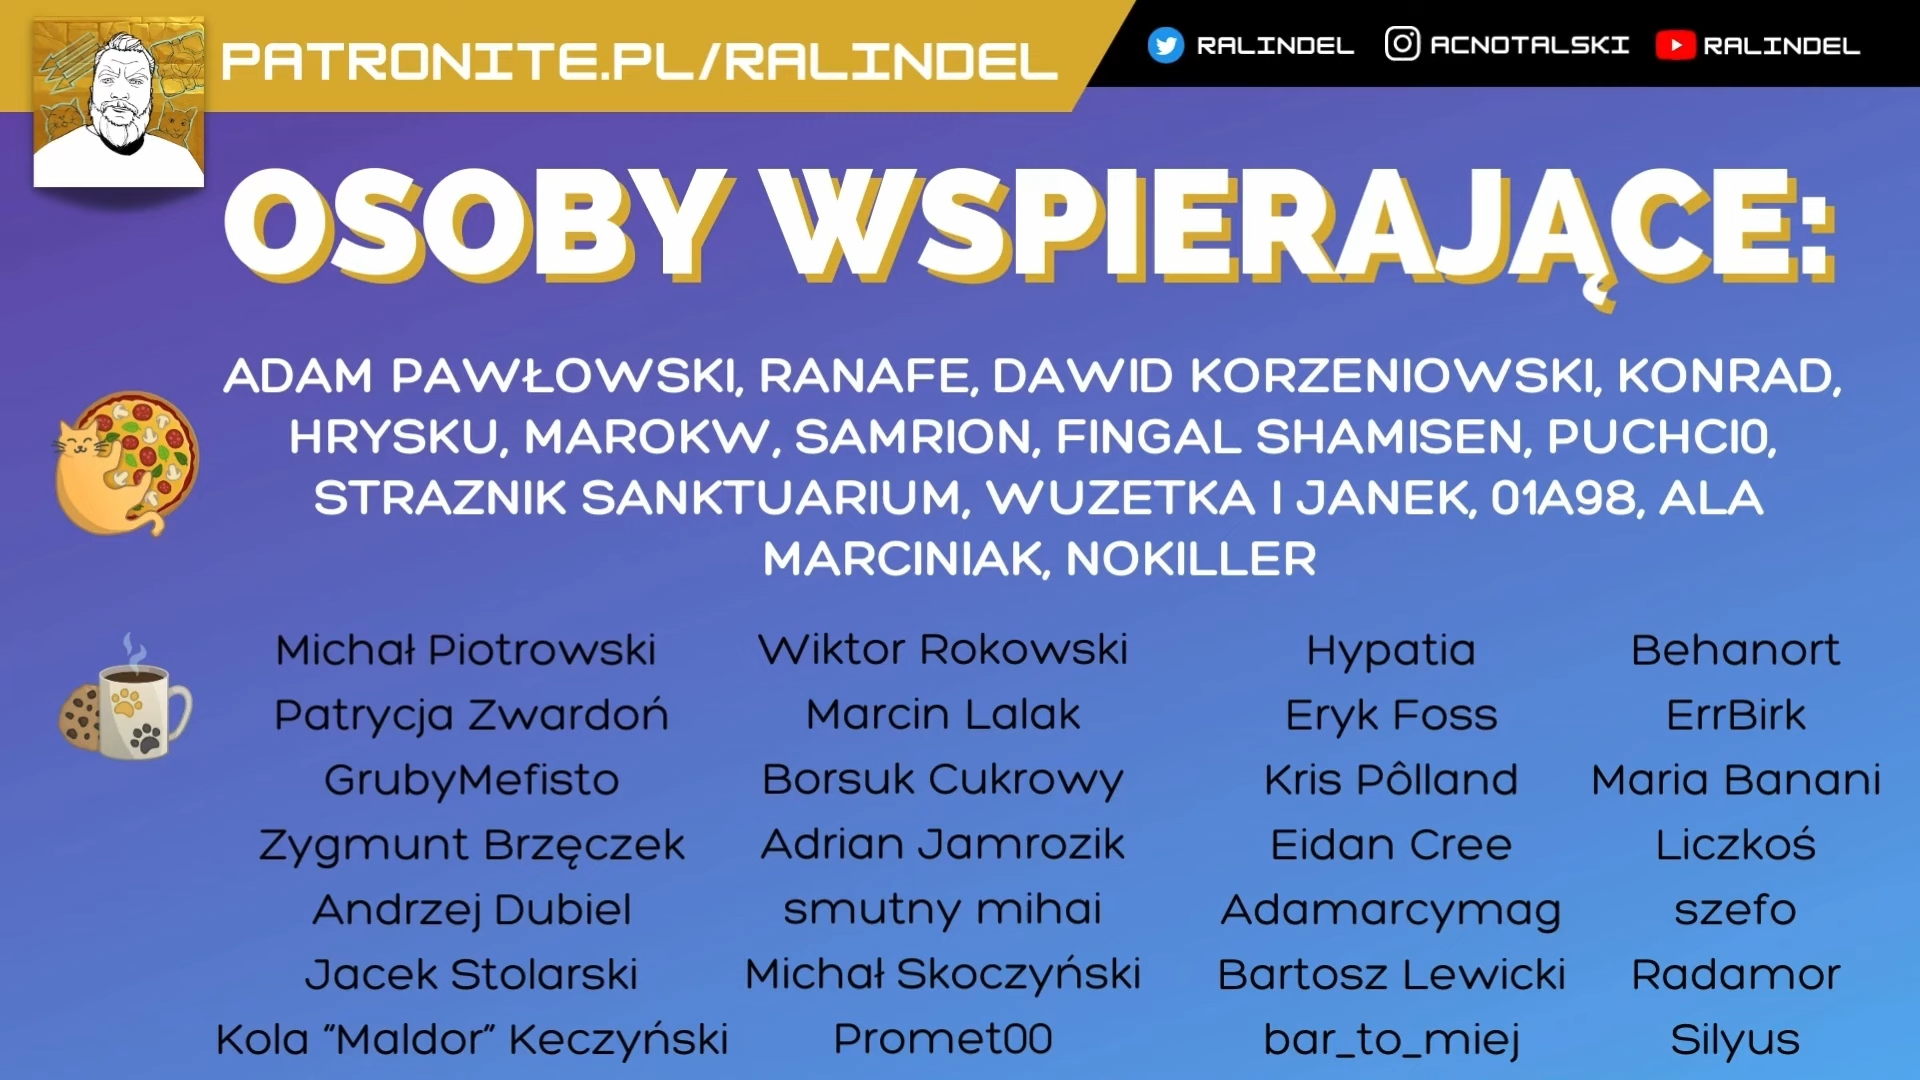 PATRONITE.PL/RALINDEL
RALINDEL
ACNOTALSKI
RALINDEL
OSOBY WSPIERAJĄCE:
ADAM PAWŁOWSKI, RANAFE, DAWID KORZENIOWSKI, KONRAD,
HRYSKU, MAROKW, SAMRION, FINGAL SHAMISEN, PUCHCI0,
STRAZNIK SANKTUARIUM, WUZETKA I JANEK, 01A98, ALA
MARCINIAK, NOKILLER
Michał Piotrowski
Patrycja Zwardoń
GrubyMefisto
Zygmunt Brzęczek
Andrzej Dubiel
Jacek Stolarski
Kola “Maldor” Keczyński
Wiktor Rokowski
Marcin Lalak
Borsuk Cukrowy
Adrian Jamrozik
smutny mihai
Michał Skoczyński
Promet00
Hypatia
Eryk Foss
Kris Pôlland
Eidan Cree
Adamarcymag
Bartosz Lewicki
bar_to_miej
Behanort
ErrBirk
Maria Banani
Liczkoś
szefo
Radamor
Silyus